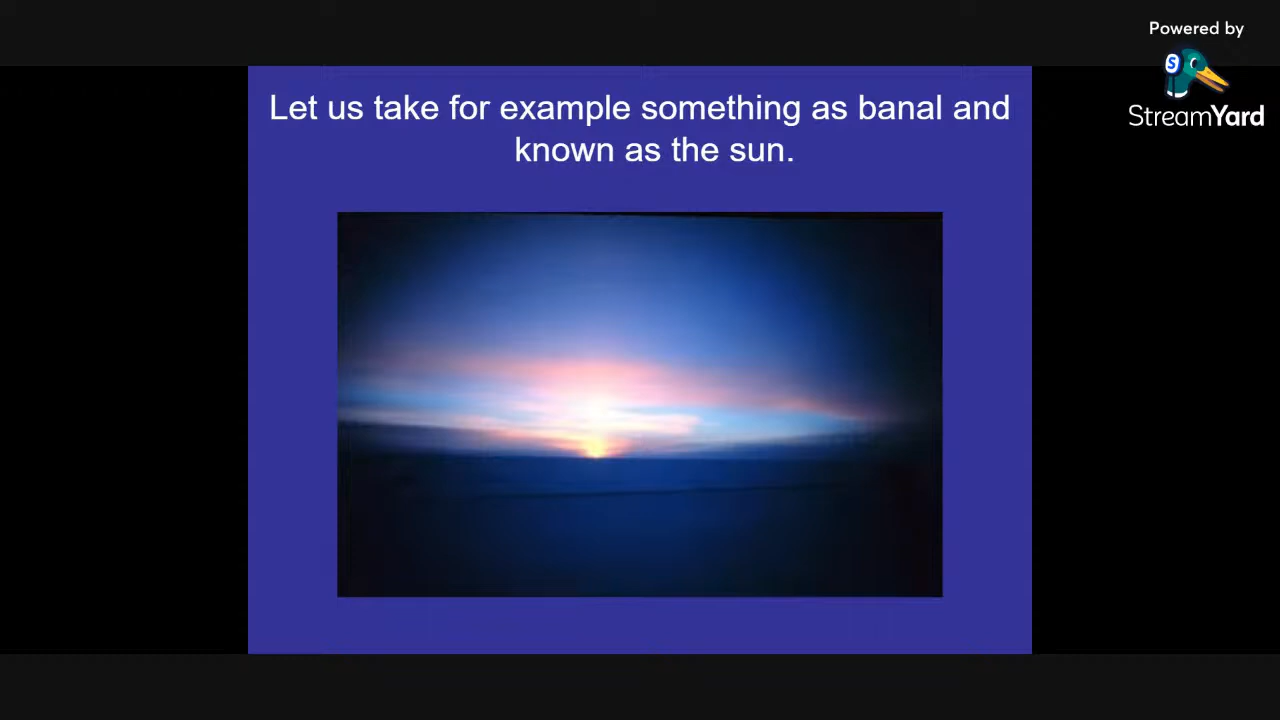 Powered by
StreamYard
Let us take for example something as banal and
known as the sun.